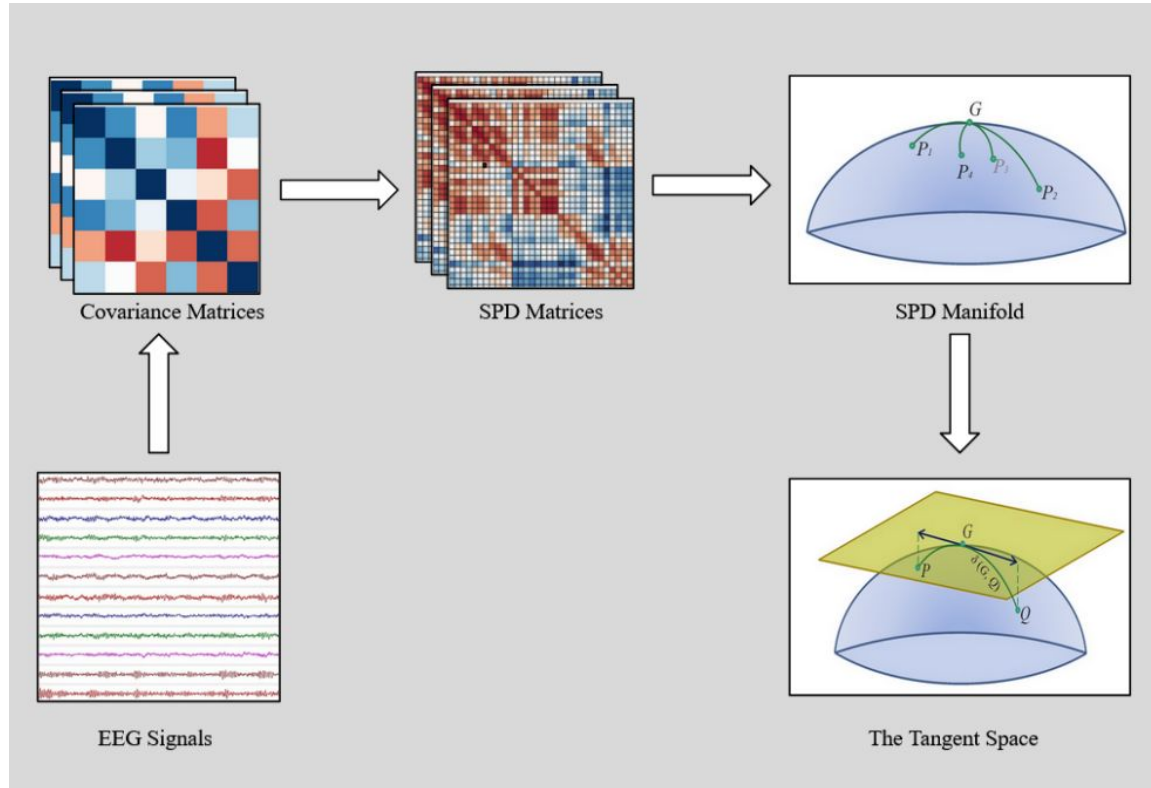 G
P₁
P₄
P₃
P₂
Covariance Matrices
SPD Matrices
SPD Manifold
G
P
δ(G, Q)
Q
EEG Signals
The Tangent Space